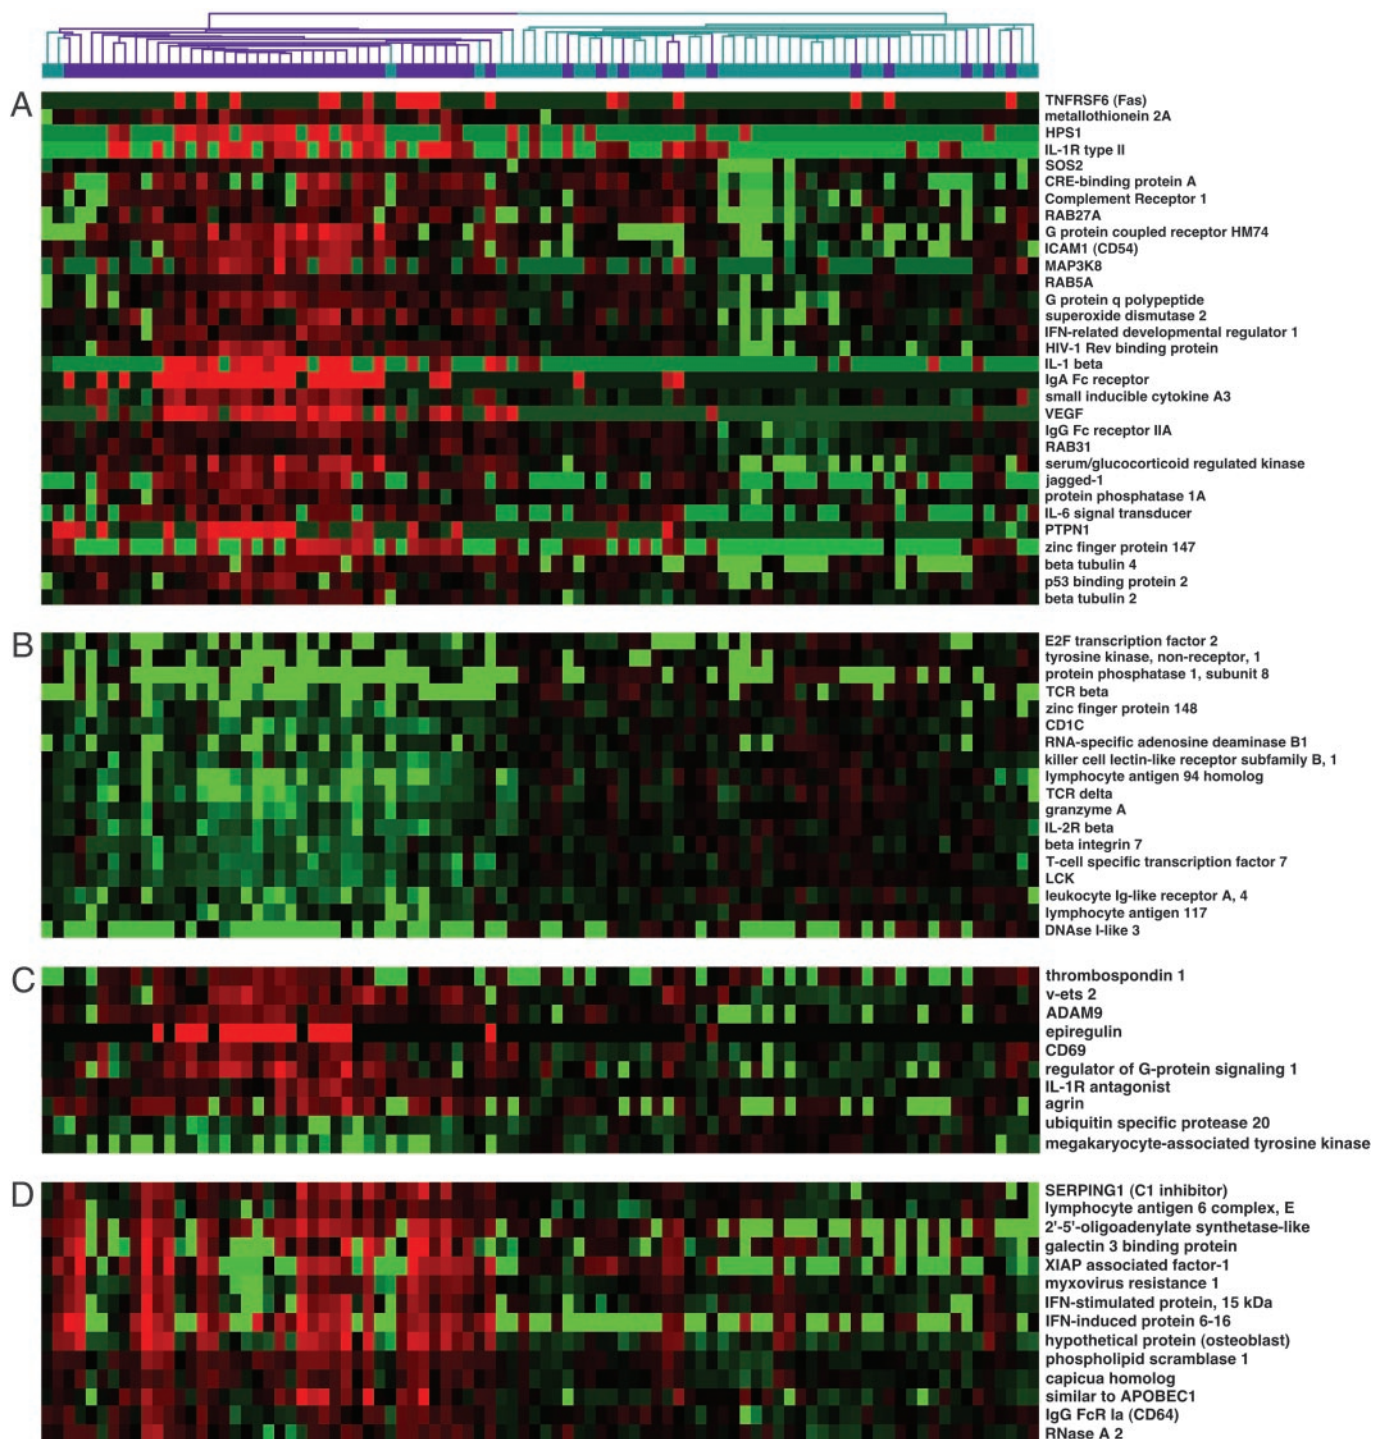 A
TNFRSF6 (Fas)
metallothionein 2A
HPS1
IL-1R type II
SOS2
CRE-binding protein A
Complement Receptor 1
RAB27A
G protein coupled receptor HM74
ICAM1 (CD54)
MAP3K8
RAB5A
G protein q polypeptide
superoxide dismutase 2
IFN-related developmental regulator 1
HIV-1 Rev binding protein
IL-1 beta
IgA Fc receptor
small inducible cytokine A3
VEGF
IgG Fc receptor IIA
RAB31
serum/glucocorticoid regulated kinase
jagged-1
protein phosphatase 1A
IL-6 signal transducer
PTPN1
zinc finger protein 147
beta tubulin 4
p53 binding protein 2
beta tubulin 2
B
E2F transcription factor 2
tyrosine kinase, non-receptor, 1
protein phosphatase 1, subunit 8
TCR beta
zinc finger protein 148
CD1C
RNA-specific adenosine deaminase B1
killer cell lectin-like receptor subfamily B, 1
lymphocyte antigen 94 homolog
TCR delta
granzyme A
IL-2R beta
beta integrin 7
T-cell specific transcription factor 7
LCK
leukocyte Ig-like receptor A, 4
lymphocyte antigen 117
DNAse I-like 3
C
thrombospondin 1
v-ets 2
ADAM9
epiregulin
CD69
regulator of G-protein signaling 1
IL-1R antagonist
agrin
ubiquitin specific protease 20
megakaryocyte-associated tyrosine kinase
D
SERPING1 (C1 inhibitor)
lymphocyte antigen 6 complex, E
2'-5'-oligoadenylate synthetase-like
galectin 3 binding protein
XIAP associated factor-1
myxovirus resistance 1
IFN-stimulated protein, 15 kDa
IFN-induced protein 6-16
hypothetical protein (osteoblast)
phospholipid scramblase 1
capicua homolog
similar to APOBEC1
IgG FcR Ia (CD64)
RNase A 2